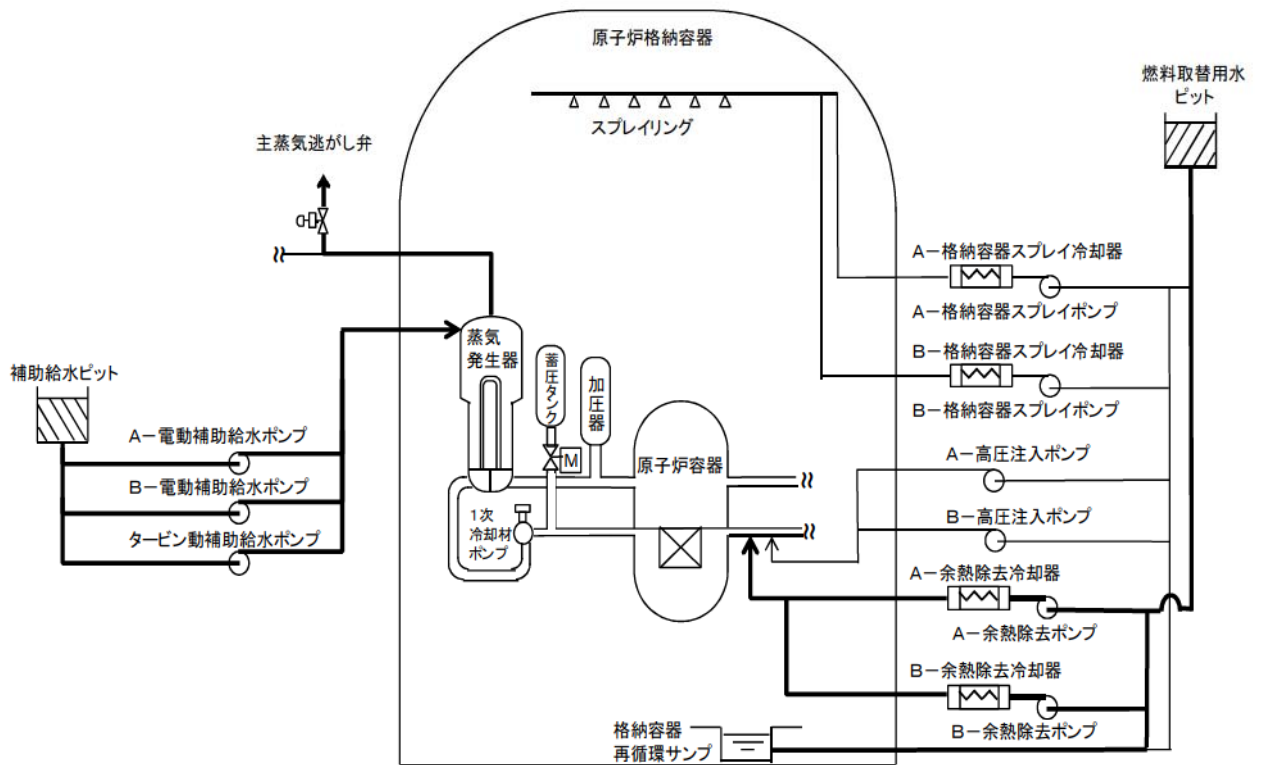 原子炉格納容器
燃料取替用水
ピット
スプレイリング
主蒸気逃がし弁
A－格納容器スプレイ冷却器
A－格納容器スプレイポンプ
蒸気
発生器
蓄圧タンク
加圧器
B－格納容器スプレイ冷却器
B－格納容器スプレイポンプ
補助給水ピット
A－電動補助給水ポンプ
B－電動補助給水ポンプ
タービン動補助給水ポンプ
M
原子炉容器
A－高圧注入ポンプ
B－高圧注入ポンプ
1次
冷却材
ポンプ
A－余熱除去冷却器
A－余熱除去ポンプ
B－余熱除去冷却器
B－余熱除去ポンプ
格納容器
再循環サンプ